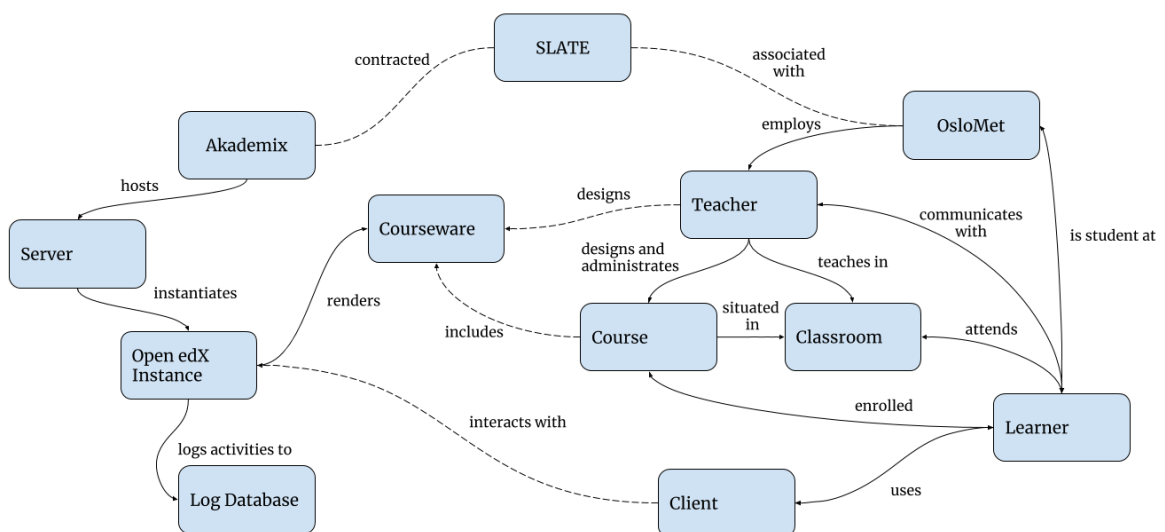 SLATE
associated
with
contracted
OsloMet
employs
Akademix
hosts
designs
Teacher
communicates
with
Courseware
is student at
Server
designs and
administrates
teaches in
instantiates
renders
includes
situated
in
attends
Course
Classroom
Open edX
Instance
enrolled
interacts with
Learner
logs activities to
Log Database
Client
uses